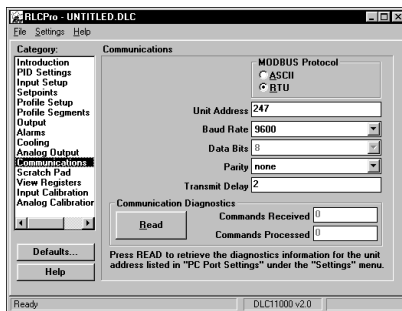 RLCPro - UNTITLED.DLC
File Settings Help
Category:
Introduction
PID Settings
Input Setup
Setpoints
Profile Setup
Profile Segments
Output
Alarms
Cooling
Analog Output
Communications
Scratch Pad
View Registers
Input Calibration
Analog Calibration
Defaults...
Help
Communications
MODBUS Protocol
ASCII
RTU
Unit Address 247
Baud Rate 9600
Data Bits 8
Parity none
Transmit Delay 2
Communication Diagnostics
Read
Commands Received 0
Commands Processed 0
Press READ to retrieve the diagnostics information for the unit
address listed in "PC Port Settings" under the "Settings" menu.
Ready
DLC11000 v2.0